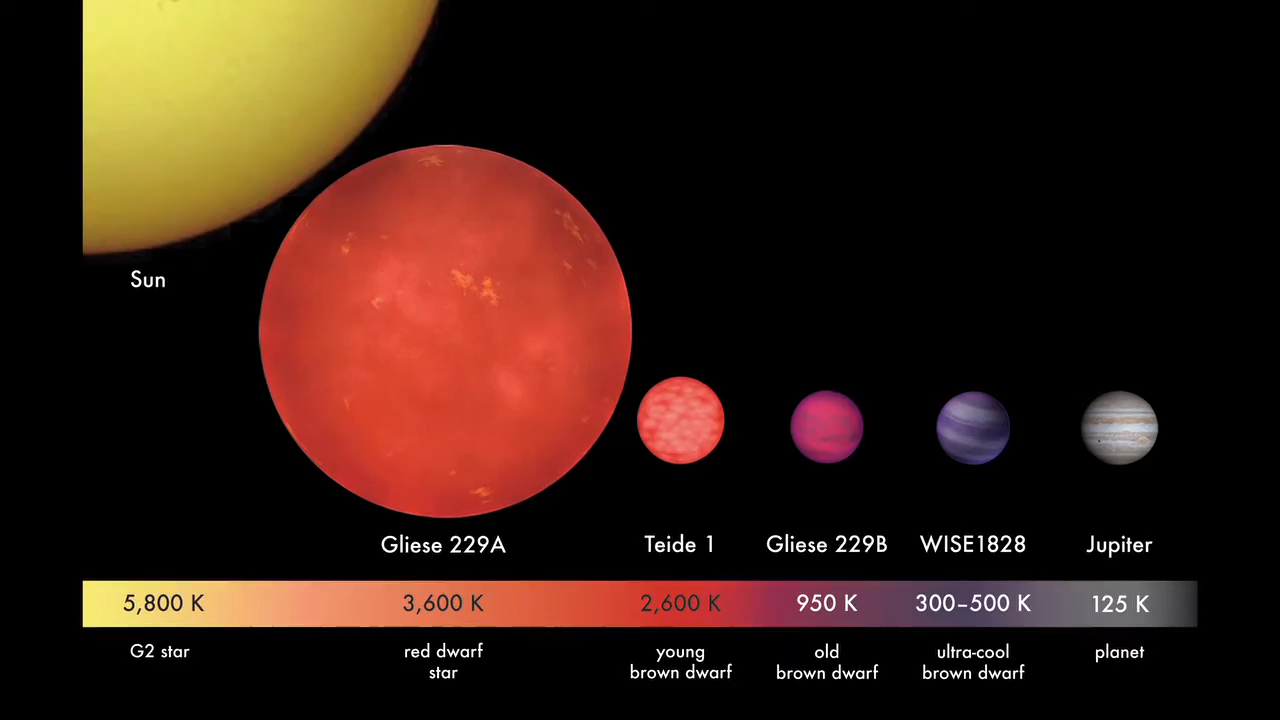 Sun
Gliese 229A
Teide 1
Gliese 229B
WISE1828
Jupiter
5,800 K
3,600 K
2,600 K
950 K
300–500 K
125 K
G2 star
red dwarf
star
young
brown dwarf
old
brown dwarf
ultra-cool
brown dwarf
planet